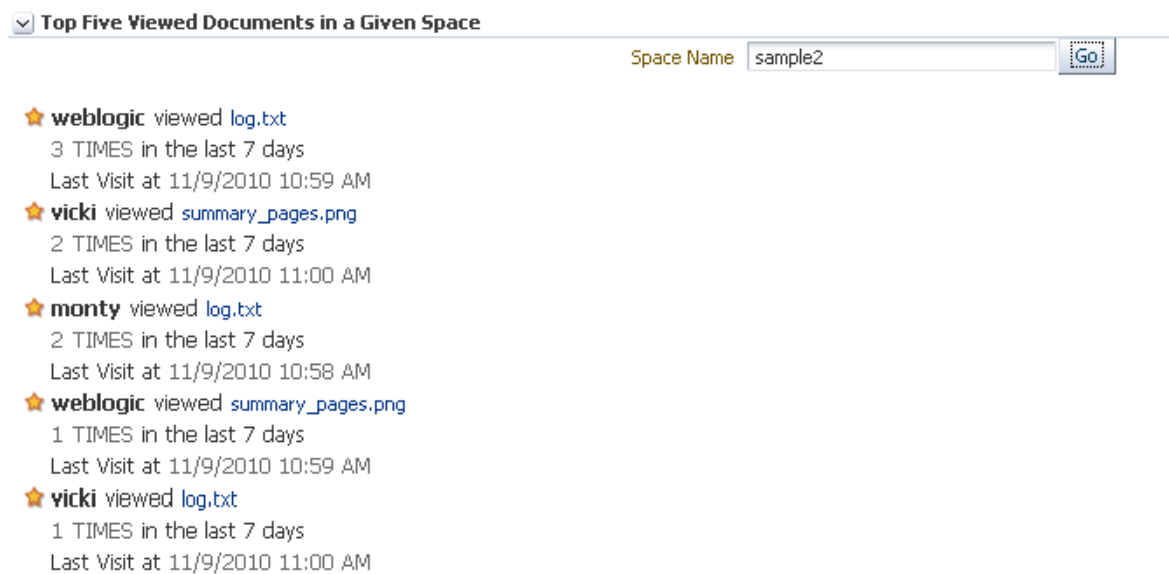 Top Five Viewed Documents in a Given Space
Space Name sample2 Go
weblogic viewed log.txt
3 TIMES in the last 7 days
Last Visit at 11/9/2010 10:59 AM
vicki viewed summary_pages.png
2 TIMES in the last 7 days
Last Visit at 11/9/2010 11:00 AM
monty viewed log.txt
2 TIMES in the last 7 days
Last Visit at 11/9/2010 10:58 AM
weblogic viewed summary_pages.png
1 TIMES in the last 7 days
Last Visit at 11/9/2010 10:59 AM
vicki viewed log.txt
1 TIMES in the last 7 days
Last Visit at 11/9/2010 11:00 AM